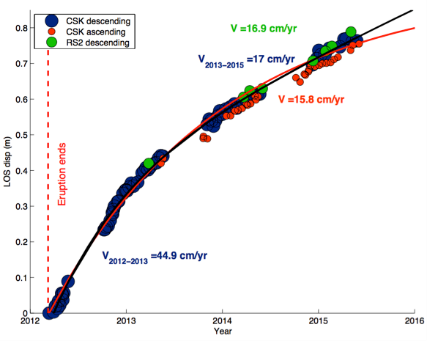 CSK descending
CSK ascending
RS2 descending
V=16.9 cm/yr
V2013−2015 =17 cm/yr
V =15.8 cm/yr
Eruption ends
V2012−2013 =44.9 cm/yr
LOS disp (m)
0.8
0.7
0.6
0.5
0.4
0.3
0.2
0.1
0
2012
2013
2014
2015
2016
Year